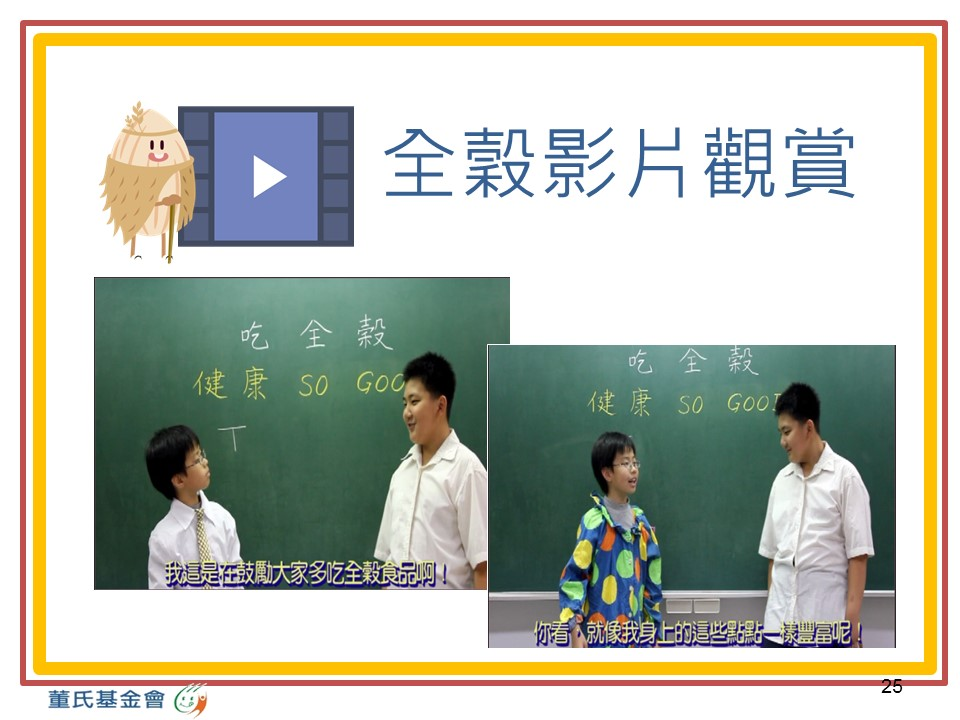 全穀影片觀賞
吃 全 穀
健 康 SO GOO
丁
我這是在鼓勵大家多吃全穀食品啊！
吃 全 穀
健 康 SO GOOD
你看，就像我身上的這些點點一樣豐富呢！
董氏基金會
25